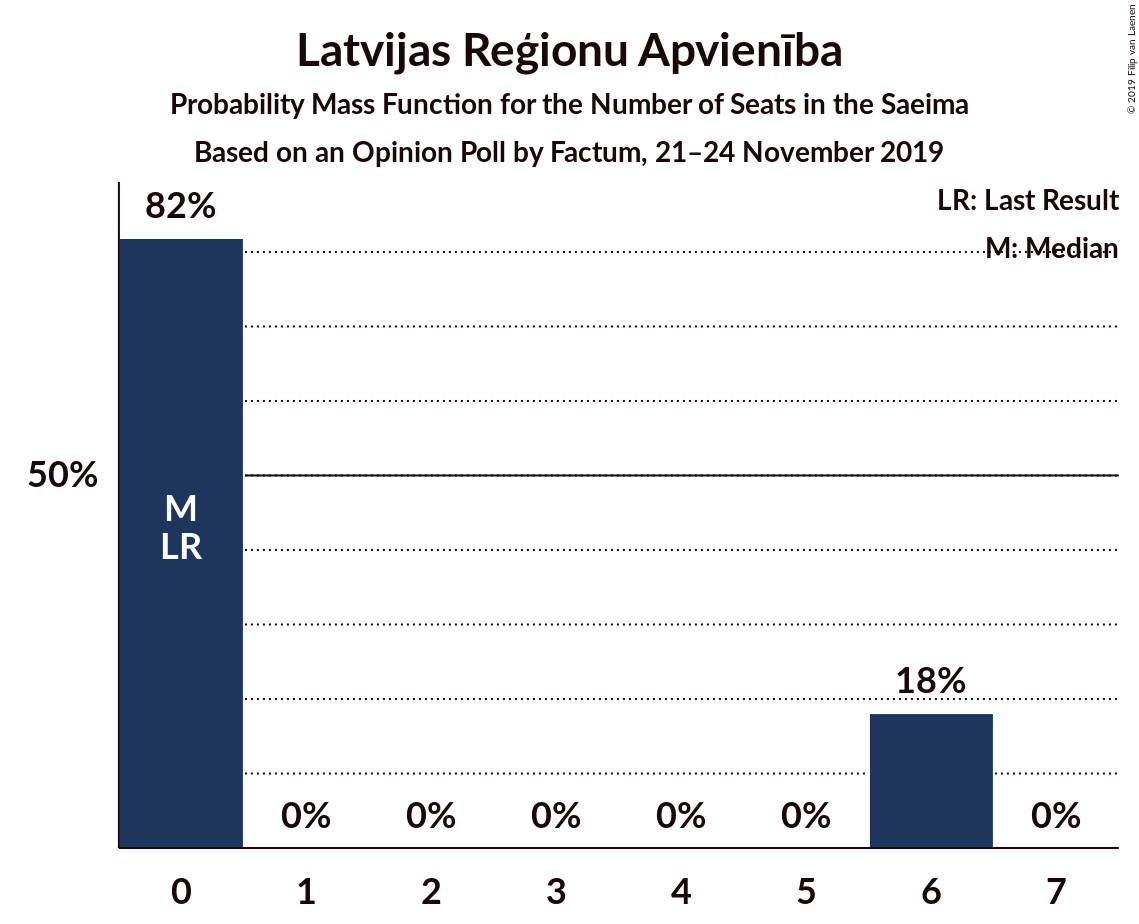 Latvijas Reģionu Apvienība
Probability Mass Function for the Number of Seats in the Saeima
Based on an Opinion Poll by Factum, 21–24 November 2019
© 2019 Filip van Laenen
LR: Last Result
M: Median
82%
50%
M
LR
18%
0%
0%
0%
0%
0%
0%
0
1
2
3
4
5
6
7